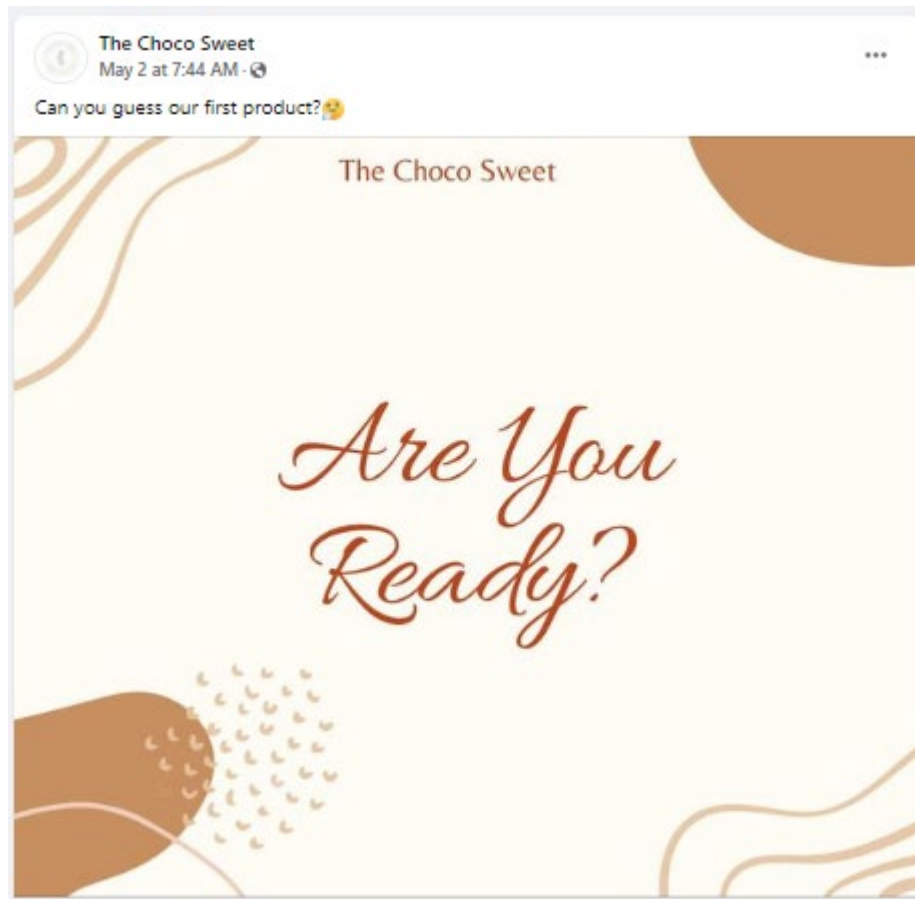 The Choco Sweet
May 2 at 7:44 AM ·
Can you guess our first product?🤔
The Choco Sweet
Are You
Ready?